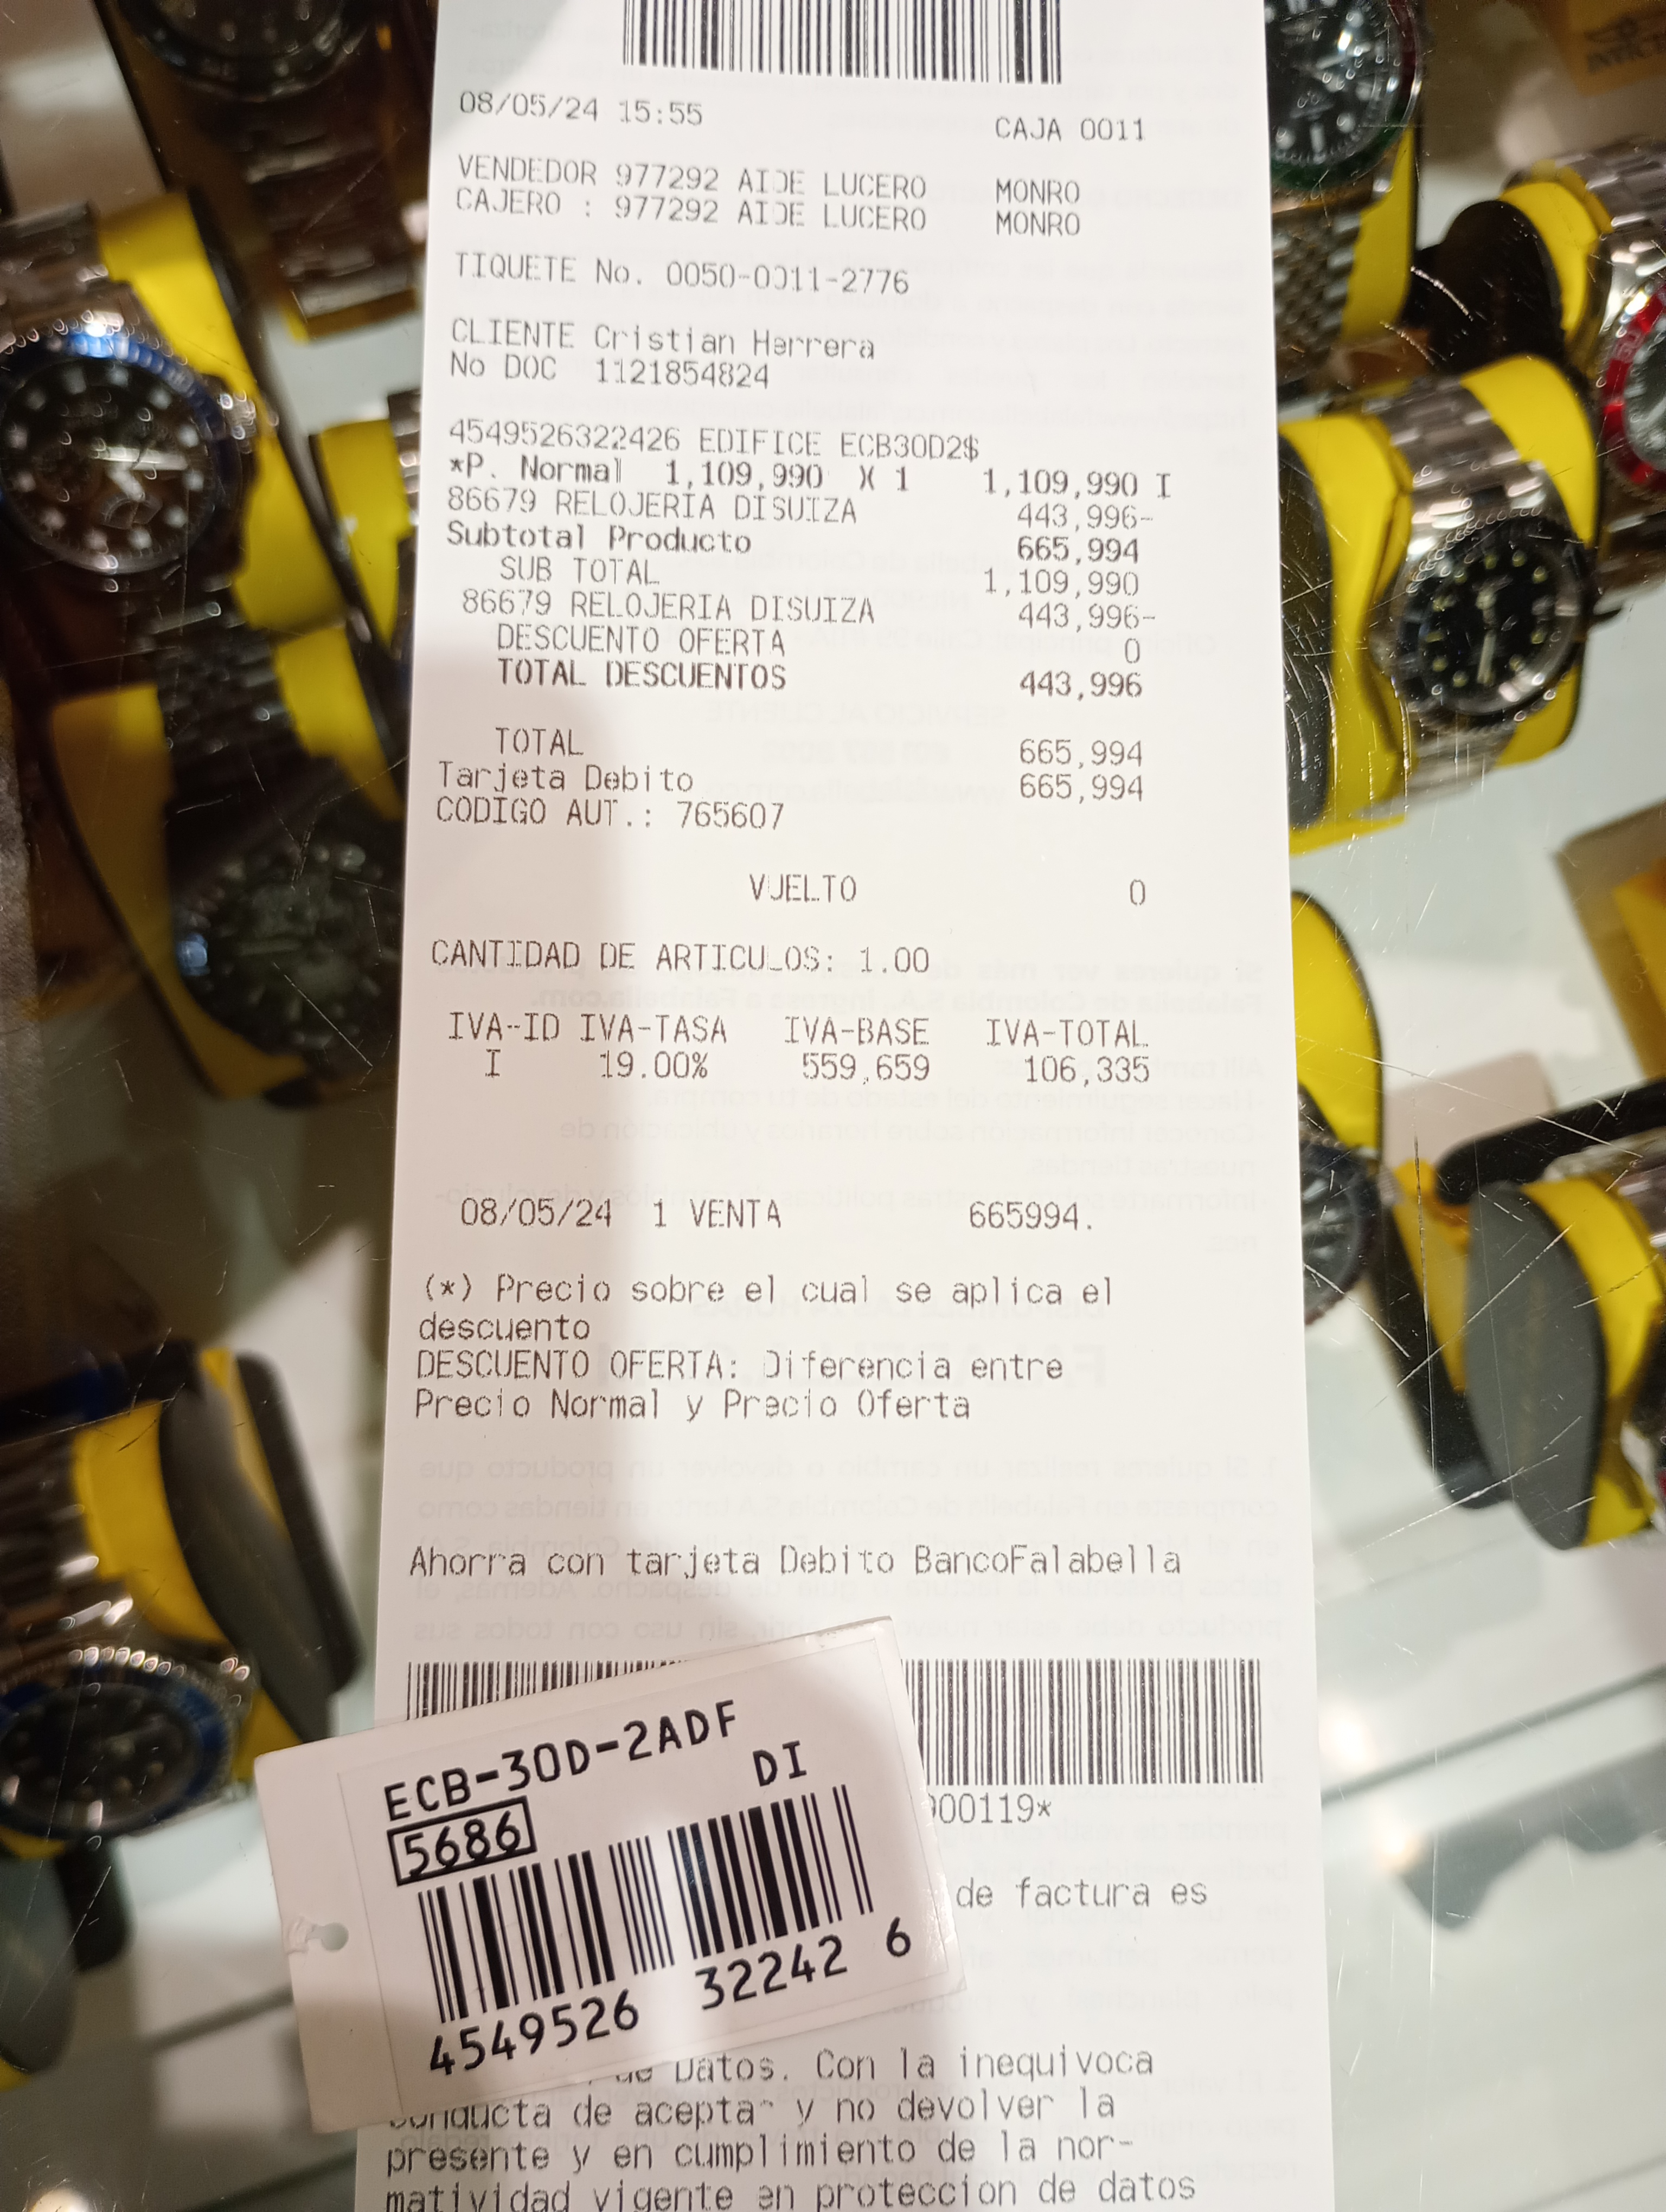 08/05/24 15:55 CAJA 0011
VENDEDOR 977292 AIDE LUCERO MONRO
CAJERO : 977292 AIDE LUCERO MONRO
TIQUETE No. 0050-0011-2776
CLIENTE Cristian Herrera
No DOC 1121854824
4549526322426 EDIFICE ECB30D2$
*P. Normal 1,109,990 X 1 1,109,990 I
86679 RELOJERIA DISUIZA 443,996-
Subtotal Producto 665,994
SUB TOTAL 1,109,990
86679 RELOJERIA DISUIZA 443,996-
DESCUENTO OFERTA 0
TOTAL DESCUENTOS 443,996
TOTAL 665,994
Tarjeta Debito 665,994
CODIGO AUT.: 765607
VUELTO 0
CANTIDAD DE ARTICULOS: 1.00
IVA-ID IVA-TASA IVA-BASE IVA-TOTAL
I 19.00% 559,659 106,335
08/05/24 1 VENTA 665994.
(*) Precio sobre el cual se aplica el
descuento
DESCUENTO OFERTA: Diferencia entre
Precio Normal y Precio Oferta
Ahorra con tarjeta Debito BancoFalabella
ECB-30D-2ADF
DI
5686
4549526 32242 6
00119*
de factura es
de Datos. Con la inequivoca
conducta de aceptar y no devolver la
presente y en cumplimiento de la nor-
matividad vigente en proteccion de datos